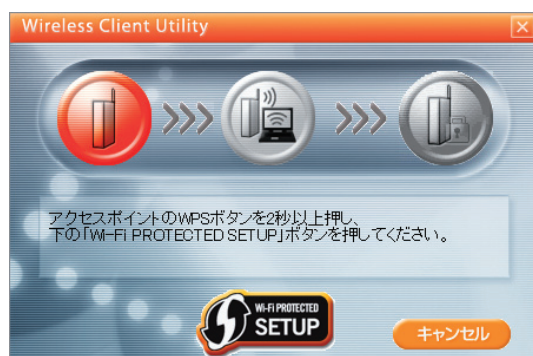 Wireless Client Utility
アクセスポイントのWPSボタンを2秒以上押し、
下の「WI-FI PROTECTED SETUP」ボタンを押してください。
WI-FI PROTECTED
SETUP
キャンセル